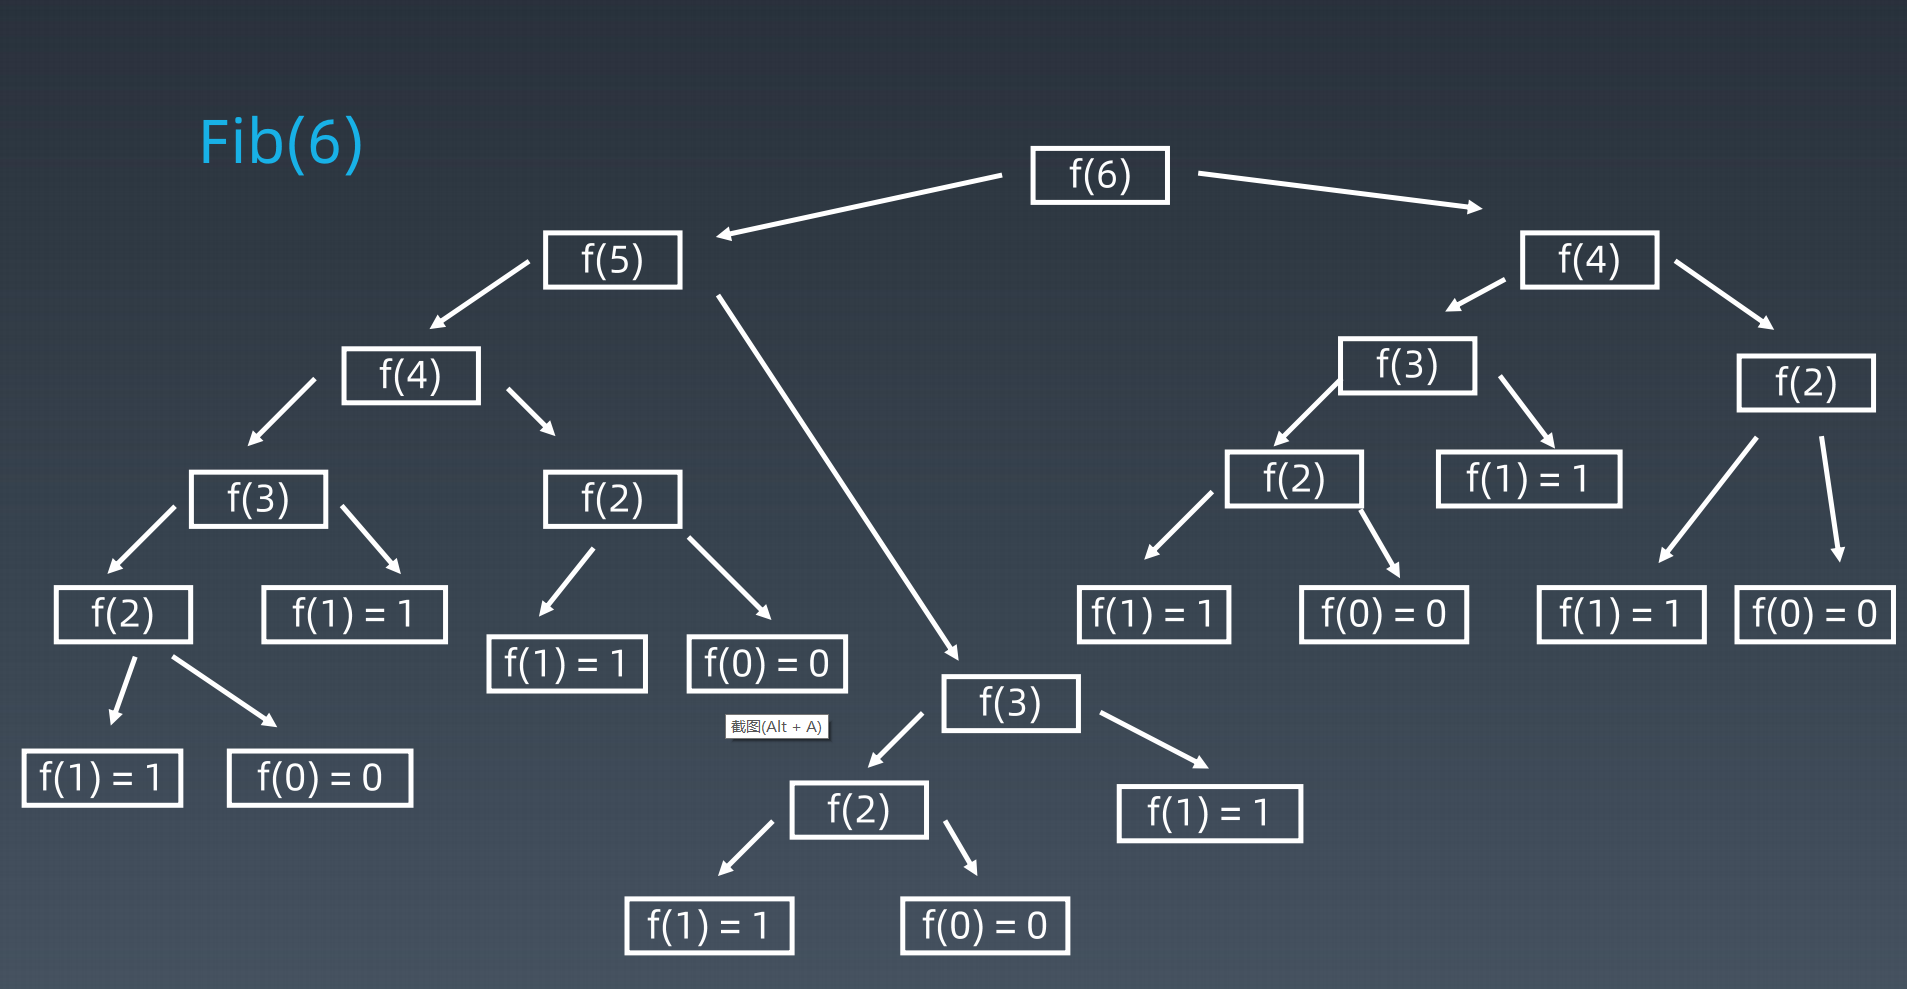 Fib(6)
f(6)
f(5)
f(4)
f(4)
f(3)
f(2)
f(3)
f(2)
f(2)
f(1) = 1
f(2)
f(1) = 1
f(1) = 1
f(0) = 0
f(1) = 1
f(0) = 0
f(1) = 1
f(0) = 0
f(3)
截图(Alt + A)
f(1) = 1
f(0) = 0
f(2)
f(1) = 1
f(1) = 1
f(0) = 0